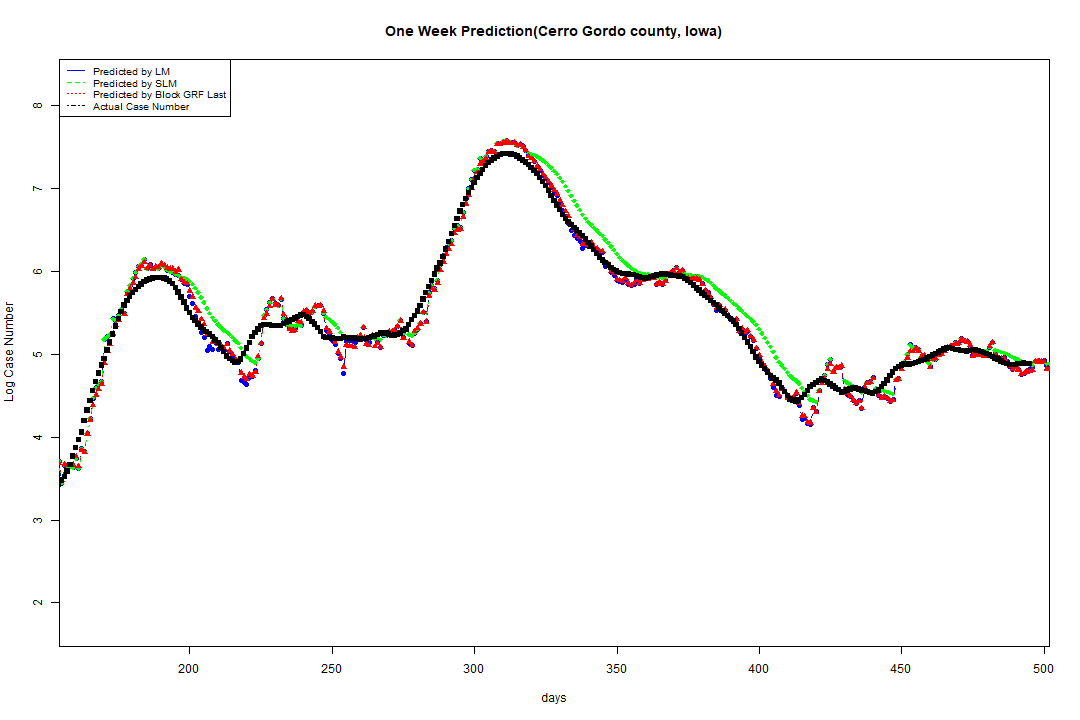 One Week Prediction(Cerro Gordo county, Iowa)
Predicted by LM
Predicted by SLM
Predicted by Block GRF Last
Actual Case Number
8
7
6
5
4
3
2
Log Case Number
200 250 300 350 400 450 500
days